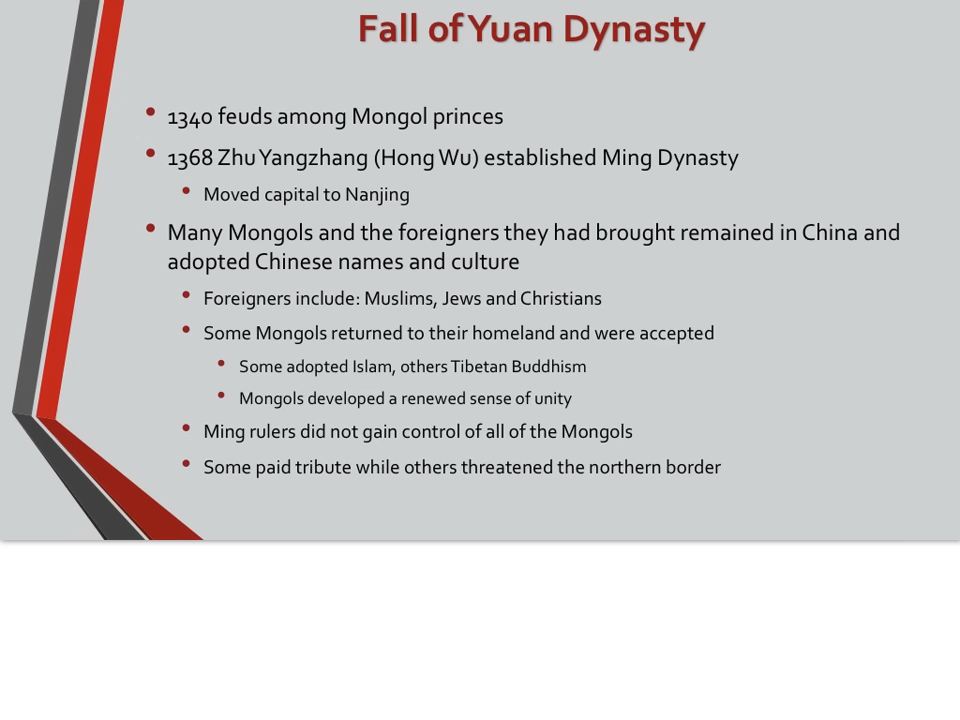 Fall of Yuan Dynasty
• 1340 feuds among Mongol princes
• 1368 Zhu Yangzhang (Hong Wu) established Ming Dynasty
• Moved capital to Nanjing
• Many Mongols and the foreigners they had brought remained in China and
adopted Chinese names and culture
• Foreigners include: Muslims, Jews and Christians
• Some Mongols returned to their homeland and were accepted
• Some adopted Islam, others Tibetan Buddhism
• Mongols developed a renewed sense of unity
• Ming rulers did not gain control of all of the Mongols
• Some paid tribute while others threatened the northern border